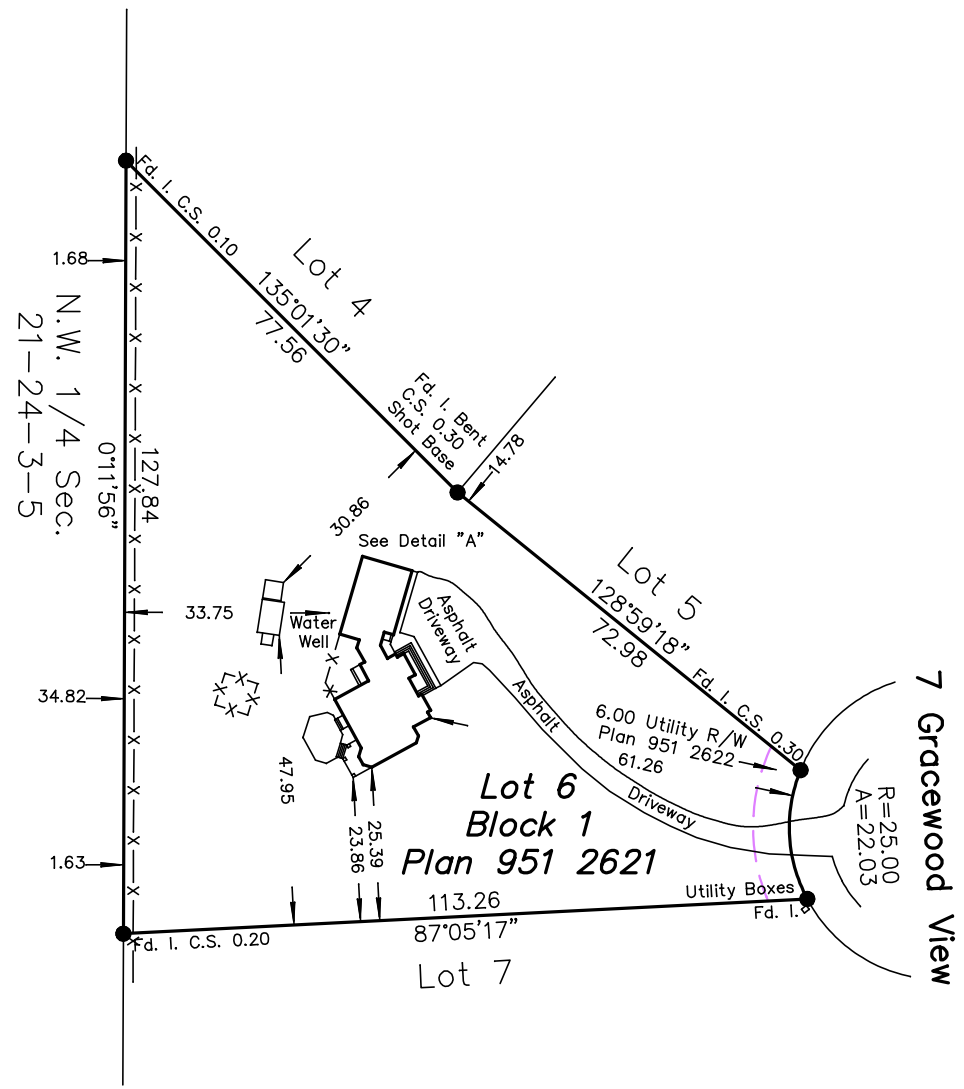 Fd. I. C.S. 0.10
Lot 4
135°01'30"
77.56
1.68
N.W. 1/4 Sec.
21-24-3-5
127.84
0°11'56"
Fd. I. Bent
C.S. 0.30
Shot Base
14.78
30.86
See Detail "A"
Lot 5
128°59'18"
72.98
Fd. I. C.S. 0.30
33.75
Water
Well
Asphalt
Driveway
Asphalt
Driveway
6.00 Utility R/W
Plan 951 2622
61.26
7 Gracewood View
R=25.00
A=22.03
34.82
47.95
23.86
25.39
Lot 6
Block 1
Plan 951 2621
1.63
113.26
87°05'17"
Utility Boxes
Fd. I.
Fd. I. C.S. 0.20
Lot 7